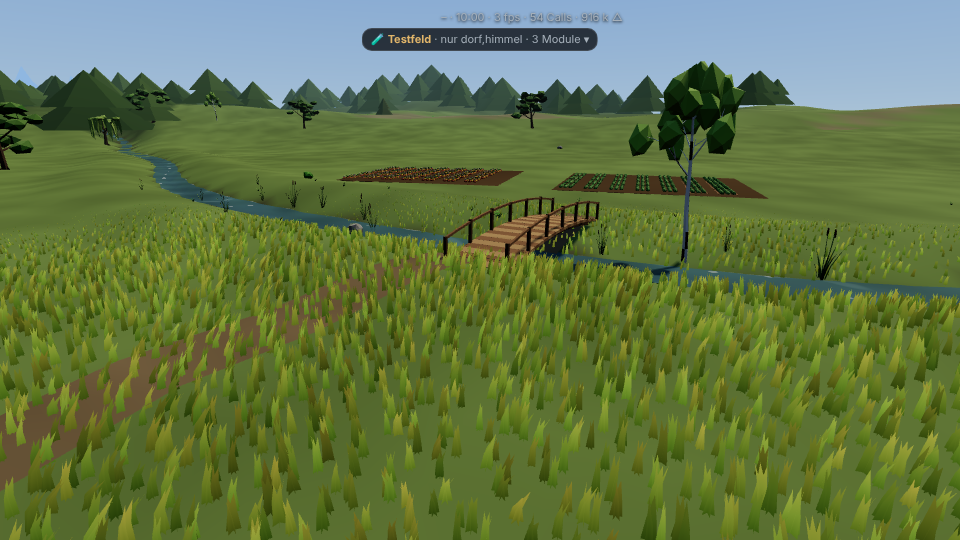 – · 10:00 · 3 fps · 54 Calls · 916 k △
Testfeld · nur dorf,himmel · 3 Module ▾